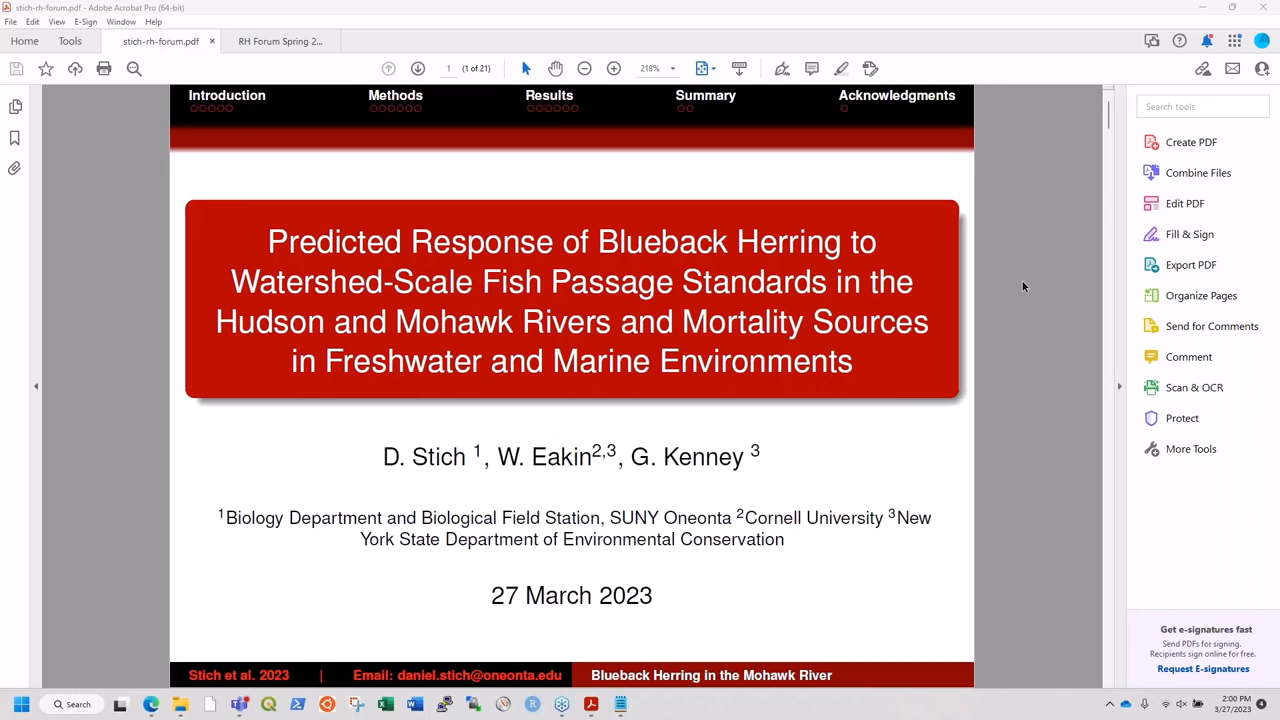 stich-rh-forum.pdf - Adobe Acrobat Pro (64-bit)
File Edit View E-Sign Window Help
Home Tools stich-rh-forum.pdf × RH Forum Spring 2...
1 (1 of 21) 218%
Introduction Methods Results Summary Acknowledgments
Search tools
Predicted Response of Blueback Herring to
Watershed-Scale Fish Passage Standards in the
Hudson and Mohawk Rivers and Mortality Sources
in Freshwater and Marine Environments
D. Stich 1, W. Eakin2,3, G. Kenney 3
1Biology Department and Biological Field Station, SUNY Oneonta 2Cornell University 3New
York State Department of Environmental Conservation
27 March 2023
Stich et al. 2023 | Email: daniel.stich@oneonta.edu Blueback Herring in the Mohawk River
Create PDF
Combine Files
Edit PDF
Fill & Sign
Export PDF
Organize Pages
Send for Comments
Comment
Scan & OCR
Protect
More Tools
Get e-signatures fast
Send PDFs for signing.
Recipients sign online for free.
Request E-signatures
Search
2:00 PM
3/27/2023